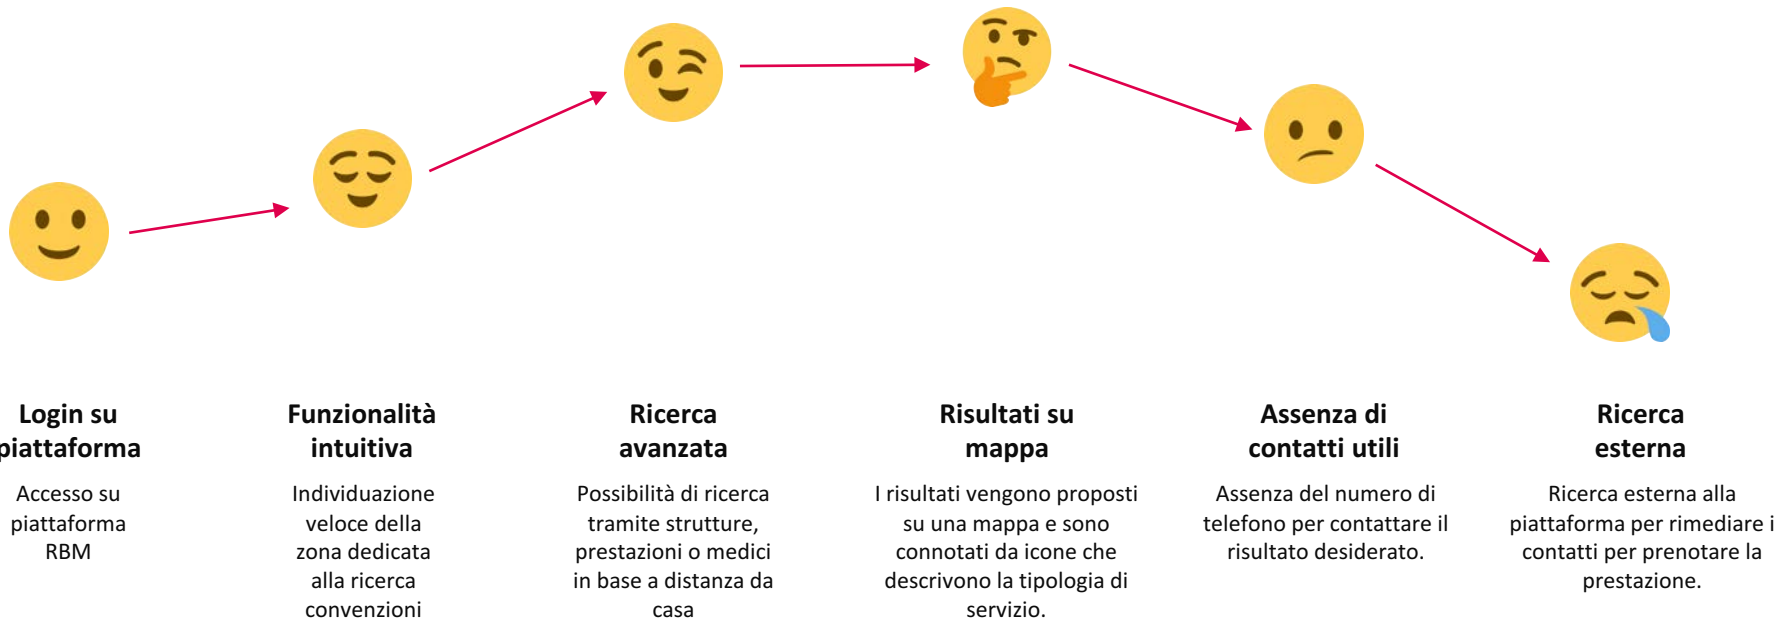 Login su
piattaforma
Accesso su
piattaforma
RBM
Funzionalità
intuitiva
Individuazione
veloce della
zona dedicata
alla ricerca
convenzioni
Ricerca
avanzata
Possibilità di ricerca
tramite strutture,
prestazioni o medici
in base a distanza da
casa
Risultati su
mappa
I risultati vengono proposti
su una mappa e sono
connotati da icone che
descrivono la tipologia di
servizio.
Assenza di
contatti utili
Assenza del numero di
telefono per contattare il
risultato desiderato.
Ricerca
esterna
Ricerca esterna alla
piattaforma per rimediare i
contatti per prenotare la
prestazione.